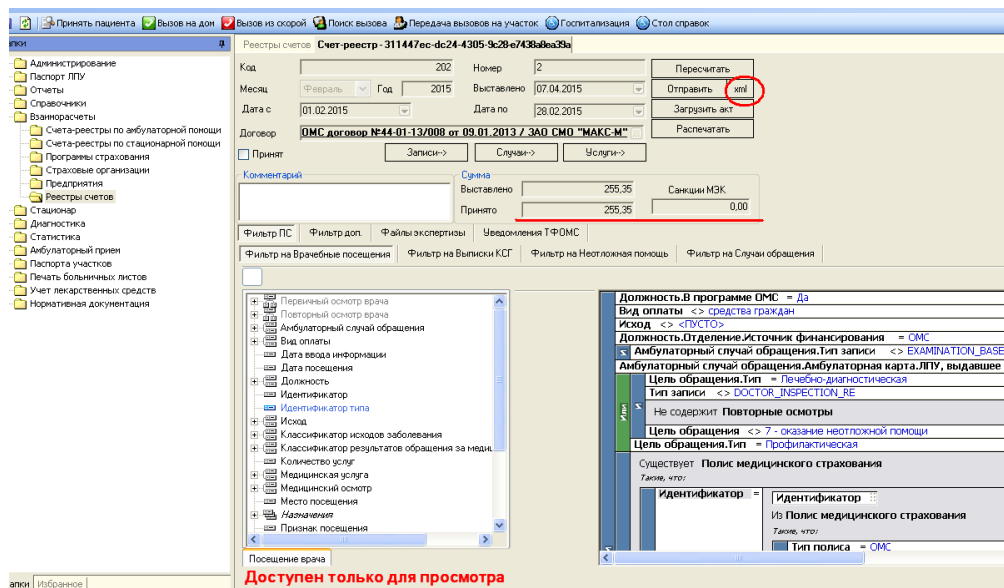 Принять пациента Вызов на дом Вызов из скорой Поиск вызова Передача вызовов на участок Госпитализация Стол справок
апки
Администрирование
Паспорт ЛПУ
Отчеты
Справочники
Взаиморасчеты
Счета-реестры по амбулаторной помощи
Счета-реестры по стационарной помощи
Программы страхования
Страховые организации
Предприятия
Реестры счетов
Стационар
Диагностика
Статистика
Амбулаторный прием
Паспорта участков
Печать больничных листов
Учет лекарственных средств
Нормативная документация
апки Избранное
Реестры счетов Счет-реестр - 311447ec-dc24-4305-9c28-e7438a8ea39a
Код 202 Номер 2 Пересчитать
Месяц Февраль Год 2015 Выставлено 07.04.2015 Отправить xml
Дата с 01.02.2015 Дата по 28.02.2015 Загрузить акт
Договор ОМС договор №44-01-13/008 от 09.01.2013 / ЗАО СМО "МАКС-М" Распечатать
Принят Записи--> Случаи--> Услуги-->
Комментарий Сумма
Выставлено 255,35 Санкции МЭК
Принято 255,35 0,00
Фильтр ПС Фильтр доп. Файлы экспертизы Уведомления ТФОМС
Фильтр на Врачебные посещения Фильтр на Выписки КСГ Фильтр на Неотложная помощь Фильтр на Случаи обращения
Первичный осмотр врача
Повторный осмотр врача
Амбулаторный случай обращения
Вид оплаты
Дата ввода информации
Дата посещения
Должность
Идентификатор
Идентификатор типа
Исход
Классификатор исходов заболевания
Классификатор результатов обращения за медиц
Количество услуг
Медицинская услуга
Медицинский осмотр
Место посещения
Назначения
Признак посещения
Посещение врача
Доступен только для просмотра
Должность.В программе ОМС = Да
Вид оплаты <> средства граждан
Исход <> <ПУСТО>
Должность.Отделение.Источник финансирования = ОМС
Амбулаторный случай обращения.Тип записи <> EXAMINATION_BASE
Амбулаторный случай обращения.Амбулаторная карта.ЛПУ, выдавшее
Цель обращения.Тип = Лечебно-диагностическая
Тип записи <> DOCTOR_INSPECTION_RE
Или И Не содержит Повторные осмотры
Цель обращения <> 7 - оказание неотложной помощи
Цель обращения.Тип = Профилактическая
Существует Полис медицинского страхования
Такие, что:
Идентификатор = Идентификатор
Из Полис медицинского страхования
Такие, что:
Тип полиса = ОМС